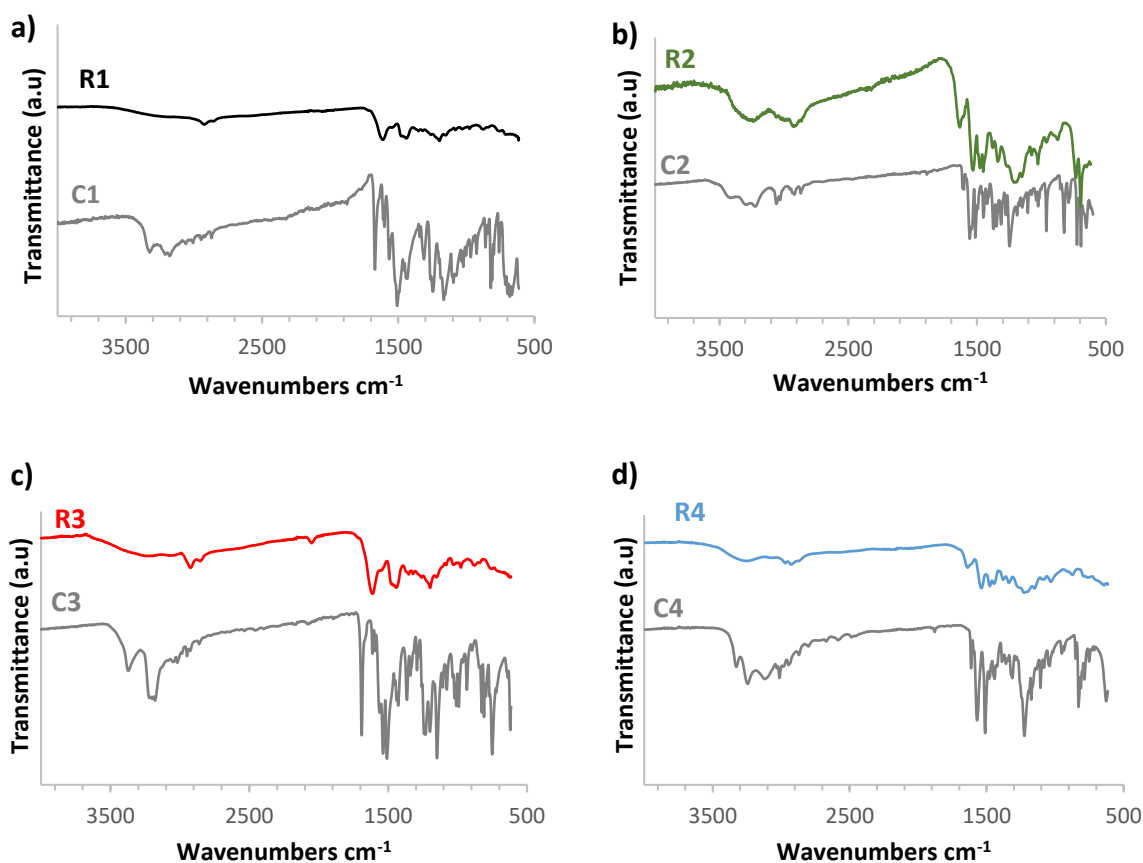 a)
R1
C1
Transmittance (a.u)
3500 2500 1500 500
Wavenumbers cm-1
b)
R2
C2
Transmittance (a.u)
3500 2500 1500 500
Wavenumbers cm-1
c)
R3
C3
Transmittance (a.u)
3500 2500 1500 500
Wavenumbers cm-1
d)
R4
C4
Transmittance (a.u)
3500 2500 1500 500
Wavenumbers cm-1